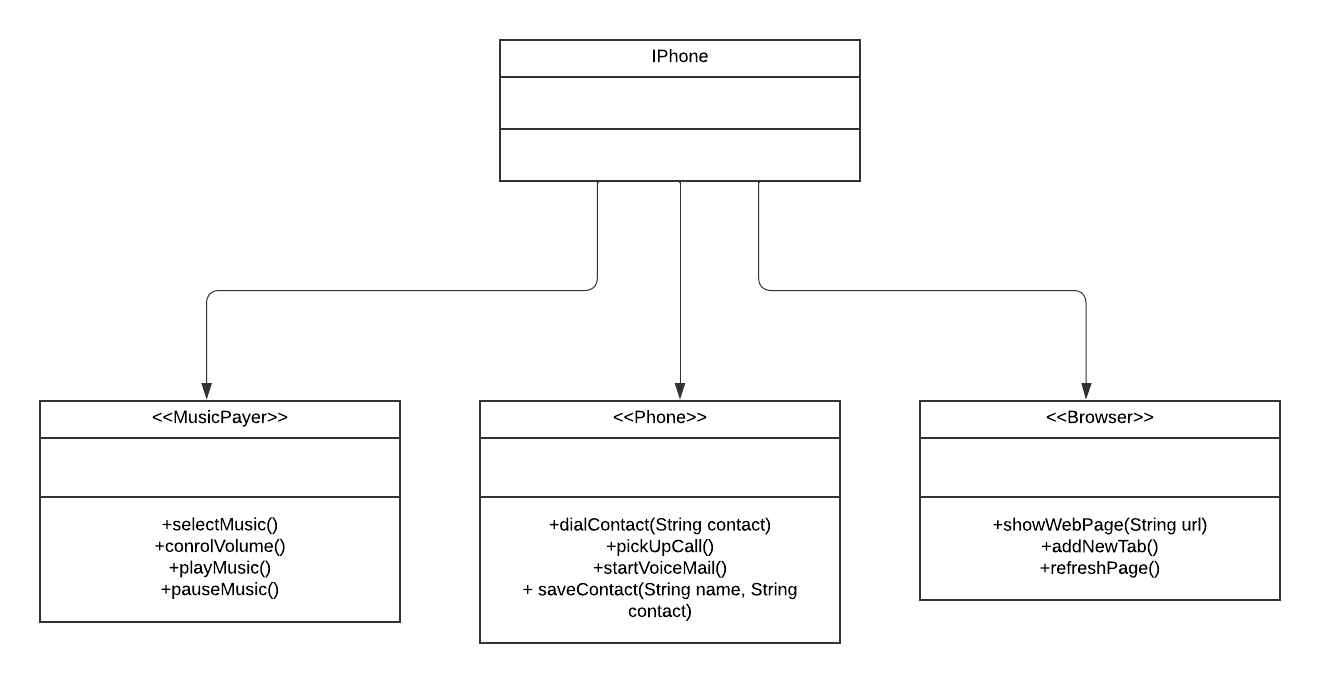 IPhone
<<MusicPayer>>
+selectMusic()
+conrolVolume()
+playMusic()
+pauseMusic()
<<Phone>>
+dialContact(String contact)
+pickUpCall()
+startVoiceMail()
+ saveContact(String name, String
contact)
<<Browser>>
+showWebPage(String url)
+addNewTab()
+refreshPage()